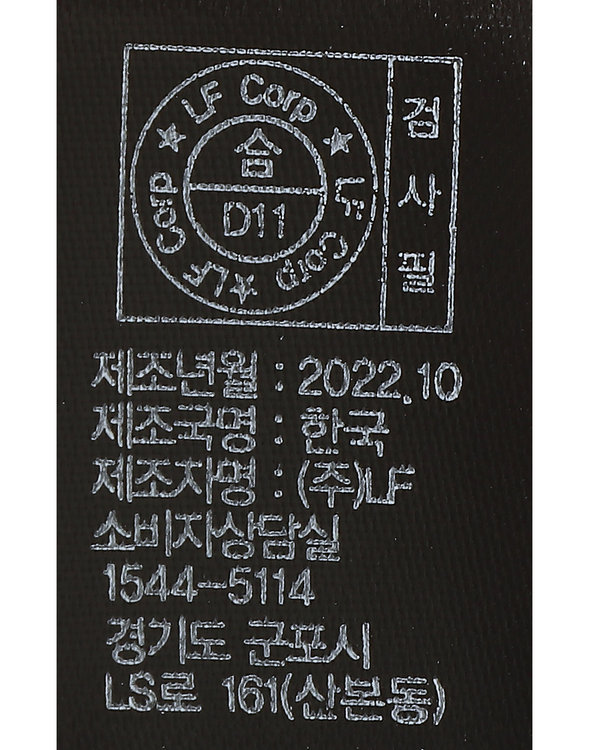 LF Corp ★ LF Corp ★ LF Corp ★
습
D11
검사필
제조년월 : 2022.10
제조국명 : 한국
제조자명 : (주)LF
소비자상담실
1544-5114
경기도 군포시
LS로 161(산본동)